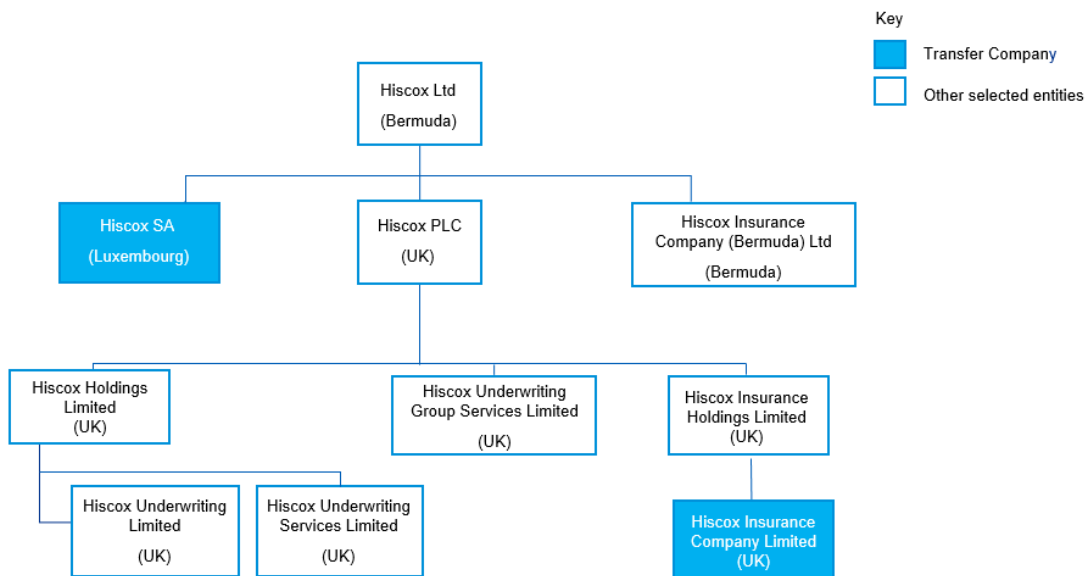 Key
Transfer Company
Other selected entities
Hiscox Ltd
(Bermuda)
Hiscox SA
(Luxembourg)
Hiscox PLC
(UK)
Hiscox Insurance
Company (Bermuda) Ltd
(Bermuda)
Hiscox Holdings
Limited
(UK)
Hiscox Underwriting
Group Services Limited
(UK)
Hiscox Insurance
Holdings Limited
(UK)
Hiscox Underwriting
Limited
(UK)
Hiscox Underwriting
Services Limited
(UK)
Hiscox Insurance
Company Limited
(UK)